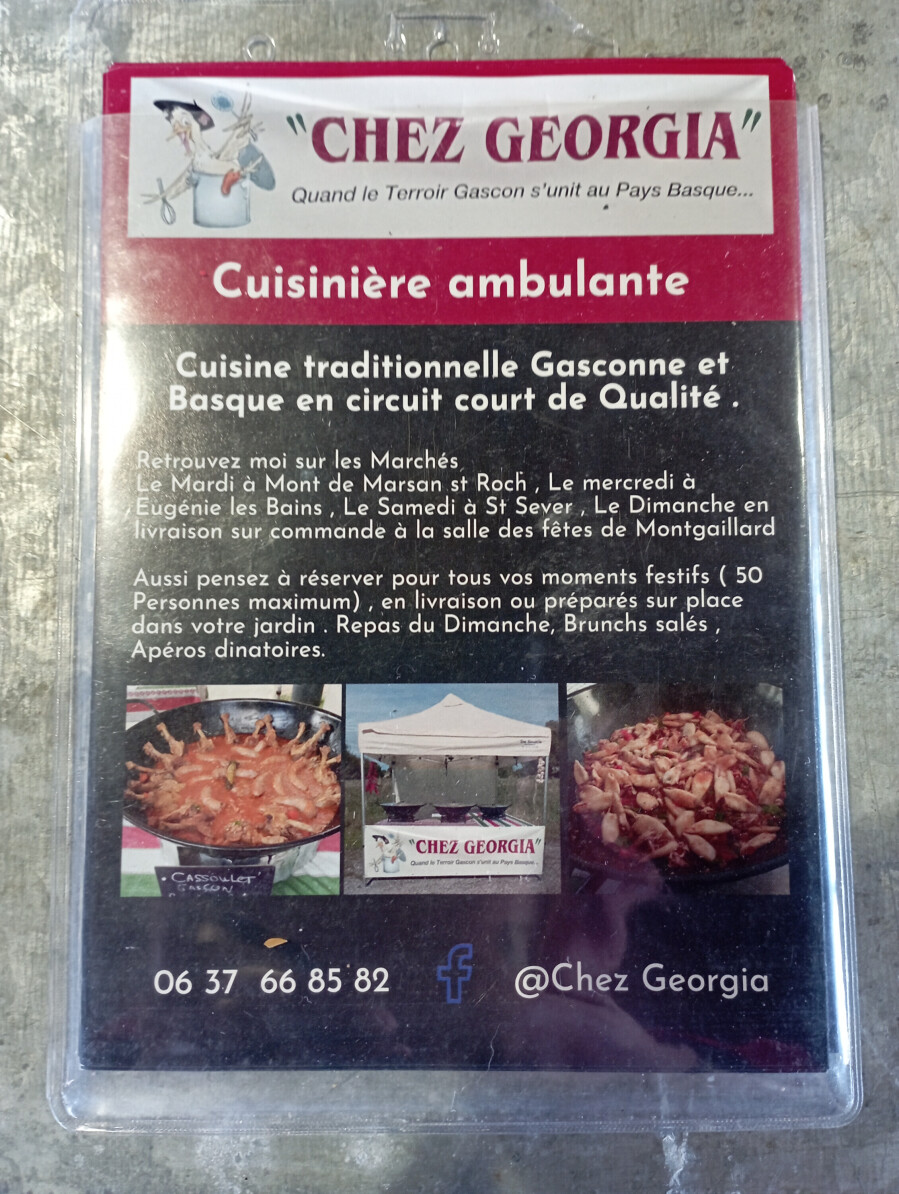 "CHEZ GEORGIA"
Quand le Terroir Gascon s'unit au Pays Basque...
Cuisinière ambulante
Cuisine traditionnelle Gasconne et
Basque en circuit court de Qualité .
Retrouvez moi sur les Marchés
Le Mardi à Mont de Marsan st Roch , Le mercredi à
Eugénie les Bains , Le Samedi à St Sever , Le Dimanche en
livraison sur commande à la salle des fêtes de Montgaillard
Aussi pensez à réserver pour tous vos moments festifs ( 50
Personnes maximum) , en livraison ou préparés sur place
dans votre jardin . Repas du Dimanche, Brunchs salés ,
Apéros dinatoires.
• CASSOULET
GASCON
"CHEZ GEORGIA"
Quand le Terroir Gascon s'unit au Pays Basque...
06 37 66 85 82
@Chez Georgia